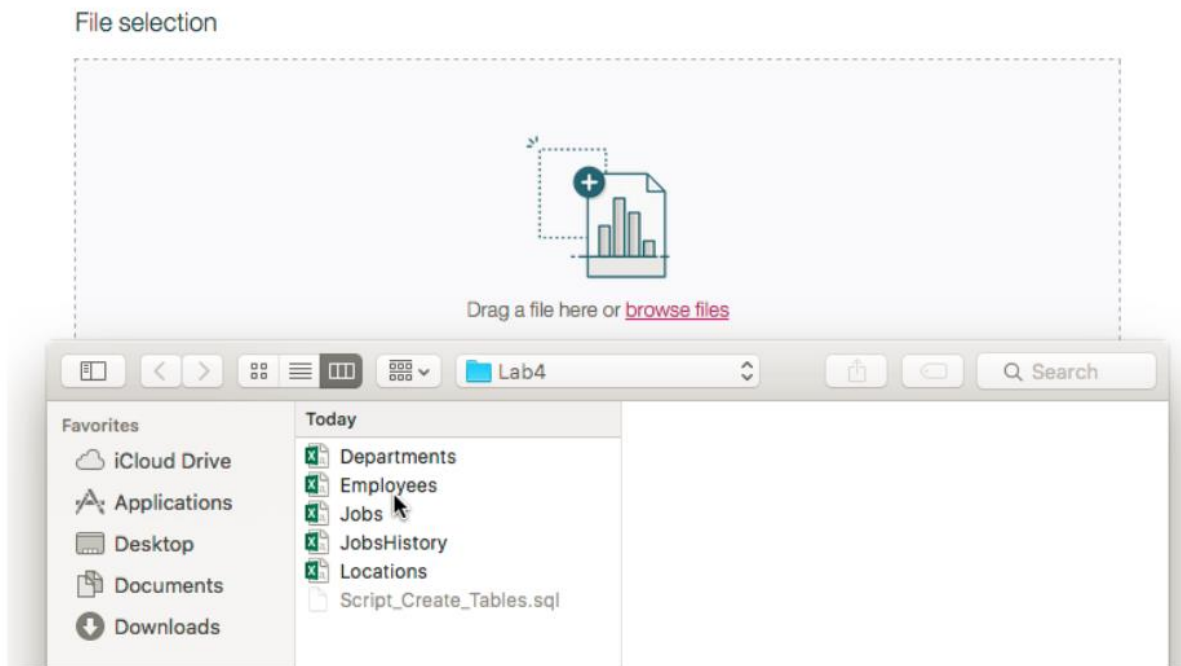 File selection
Drag a file here or browse files
Lab4
Search
Favorites
iCloud Drive
Applications
Desktop
Documents
Downloads
Today
Departments
Employees
Jobs
JobsHistory
Locations
Script_Create_Tables.sql